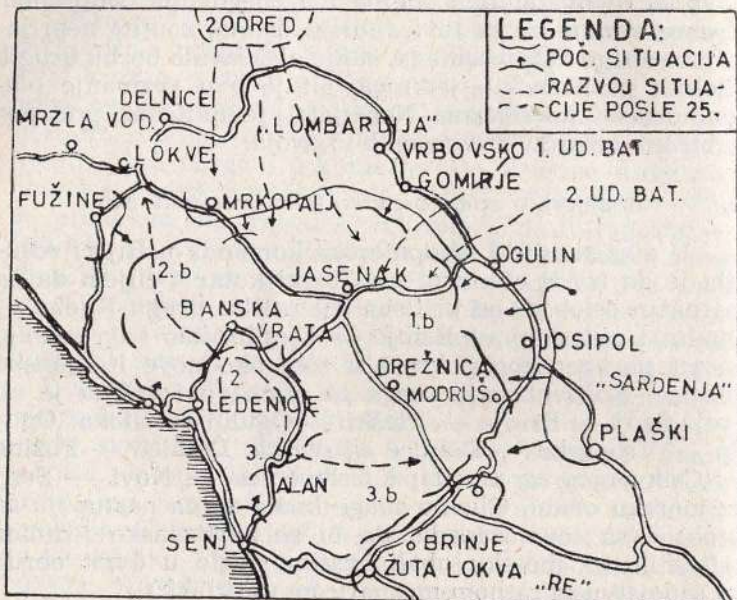 2.ODRED
LEGENDA:
POČ. SITUACIJA
RAZVOJ SITUA-
CIJE POSLE 25.
DELNICE
MRZLA VOD.
LOKVE
"LOMBARDIJA"
VRBOVSKO
1. UD. BAT
GOMIRJE
2. UD. BAT.
FUŽINE
MRKOPALJ
OGULIN
2.b
JASENAK
BANSKA
VRATA
1.b
JOSIPOL
DREŽNICA
MODRUŠ
"SARDENJA"
1.
2.
LEDENICE
PLAŠKI
3.
ALAN
3.b
SENJ
BRINJE
ŽUTA LOKVA
"RE"